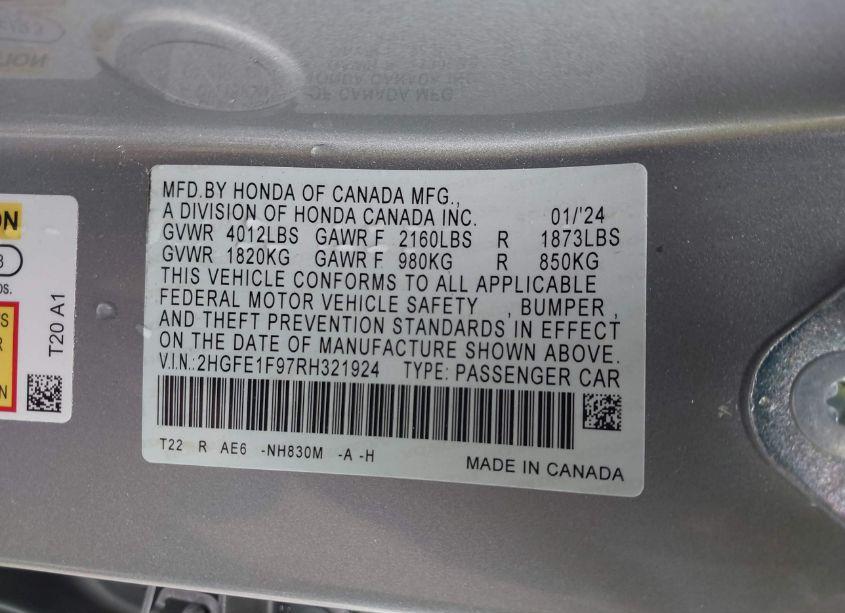 MFD.BY HONDA OF CANADA MFG.,
A DIVISION OF HONDA CANADA INC. 01/'24
GVWR 4012LBS GAWR F 2160LBS R 1873LBS
GVWR 1820KG GAWR F 980KG R 850KG
THIS VEHICLE CONFORMS TO ALL APPLICABLE
FEDERAL MOTOR VEHICLE SAFETY , BUMPER ,
AND THEFT PREVENTION STANDARDS IN EFFECT
ON THE DATE OF MANUFACTURE SHOWN ABOVE.
V.I.N.:2HGFE1F97RH321924 TYPE: PASSENGER CAR
T22 R AE6 -NH830M -A -H
MADE IN CANADA
T20 A1